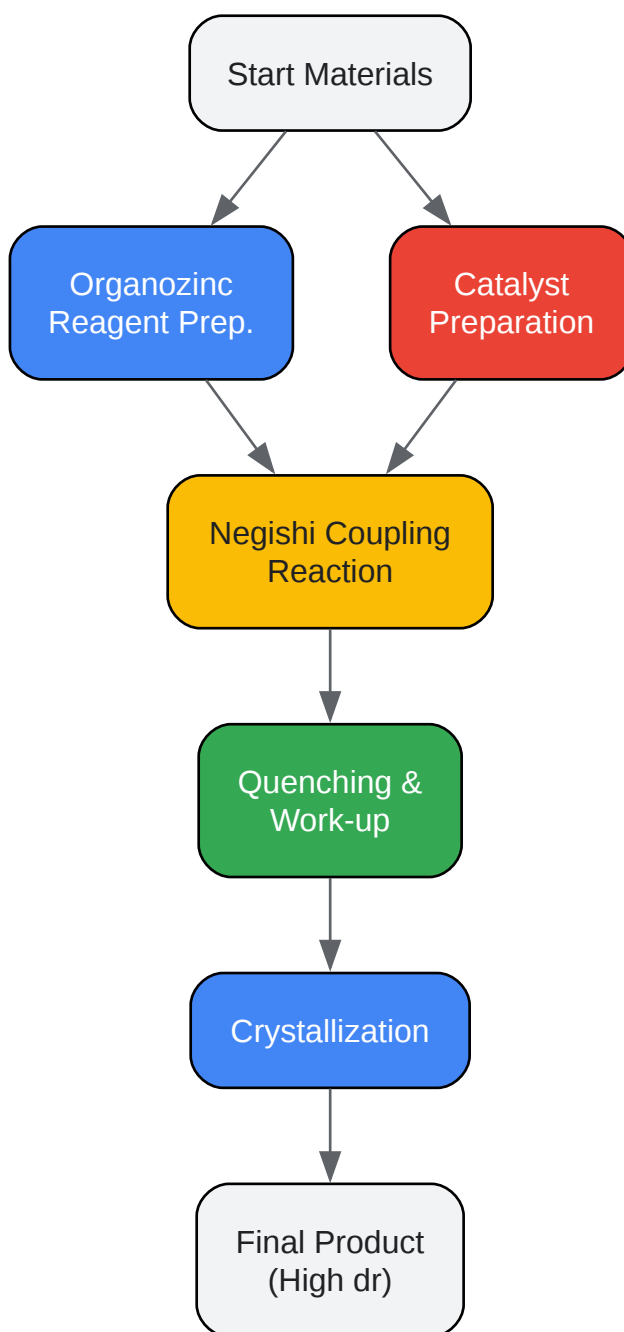 Start Materials
Organozinc
Reagent Prep.
Catalyst
Preparation
Negishi Coupling
Reaction
Quenching &
Work-up
Crystallization
Final Product
(High dr)